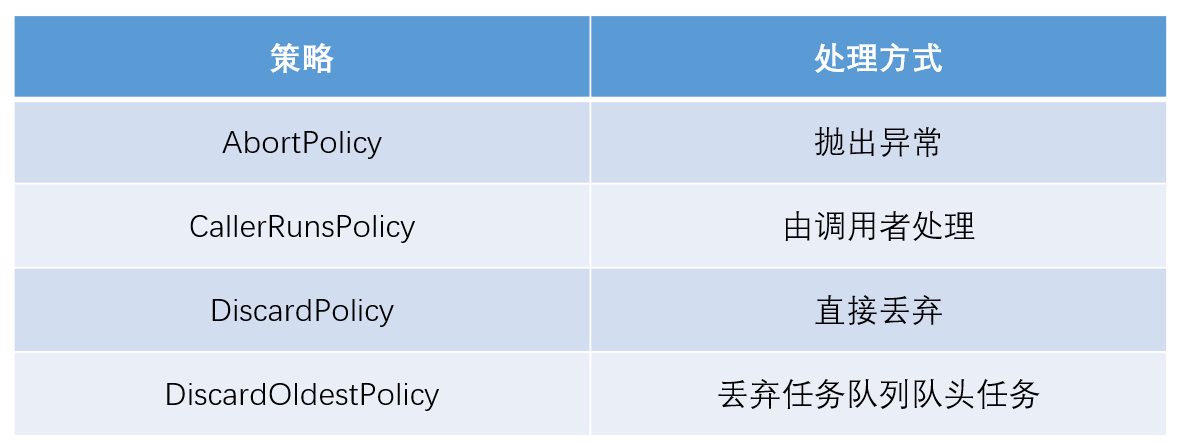 策略 处理方式
AbortPolicy 抛出异常
CallerRunsPolicy 由调用者处理
DiscardPolicy 直接丢弃
DiscardOldestPolicy 丢弃任务队列队头任务